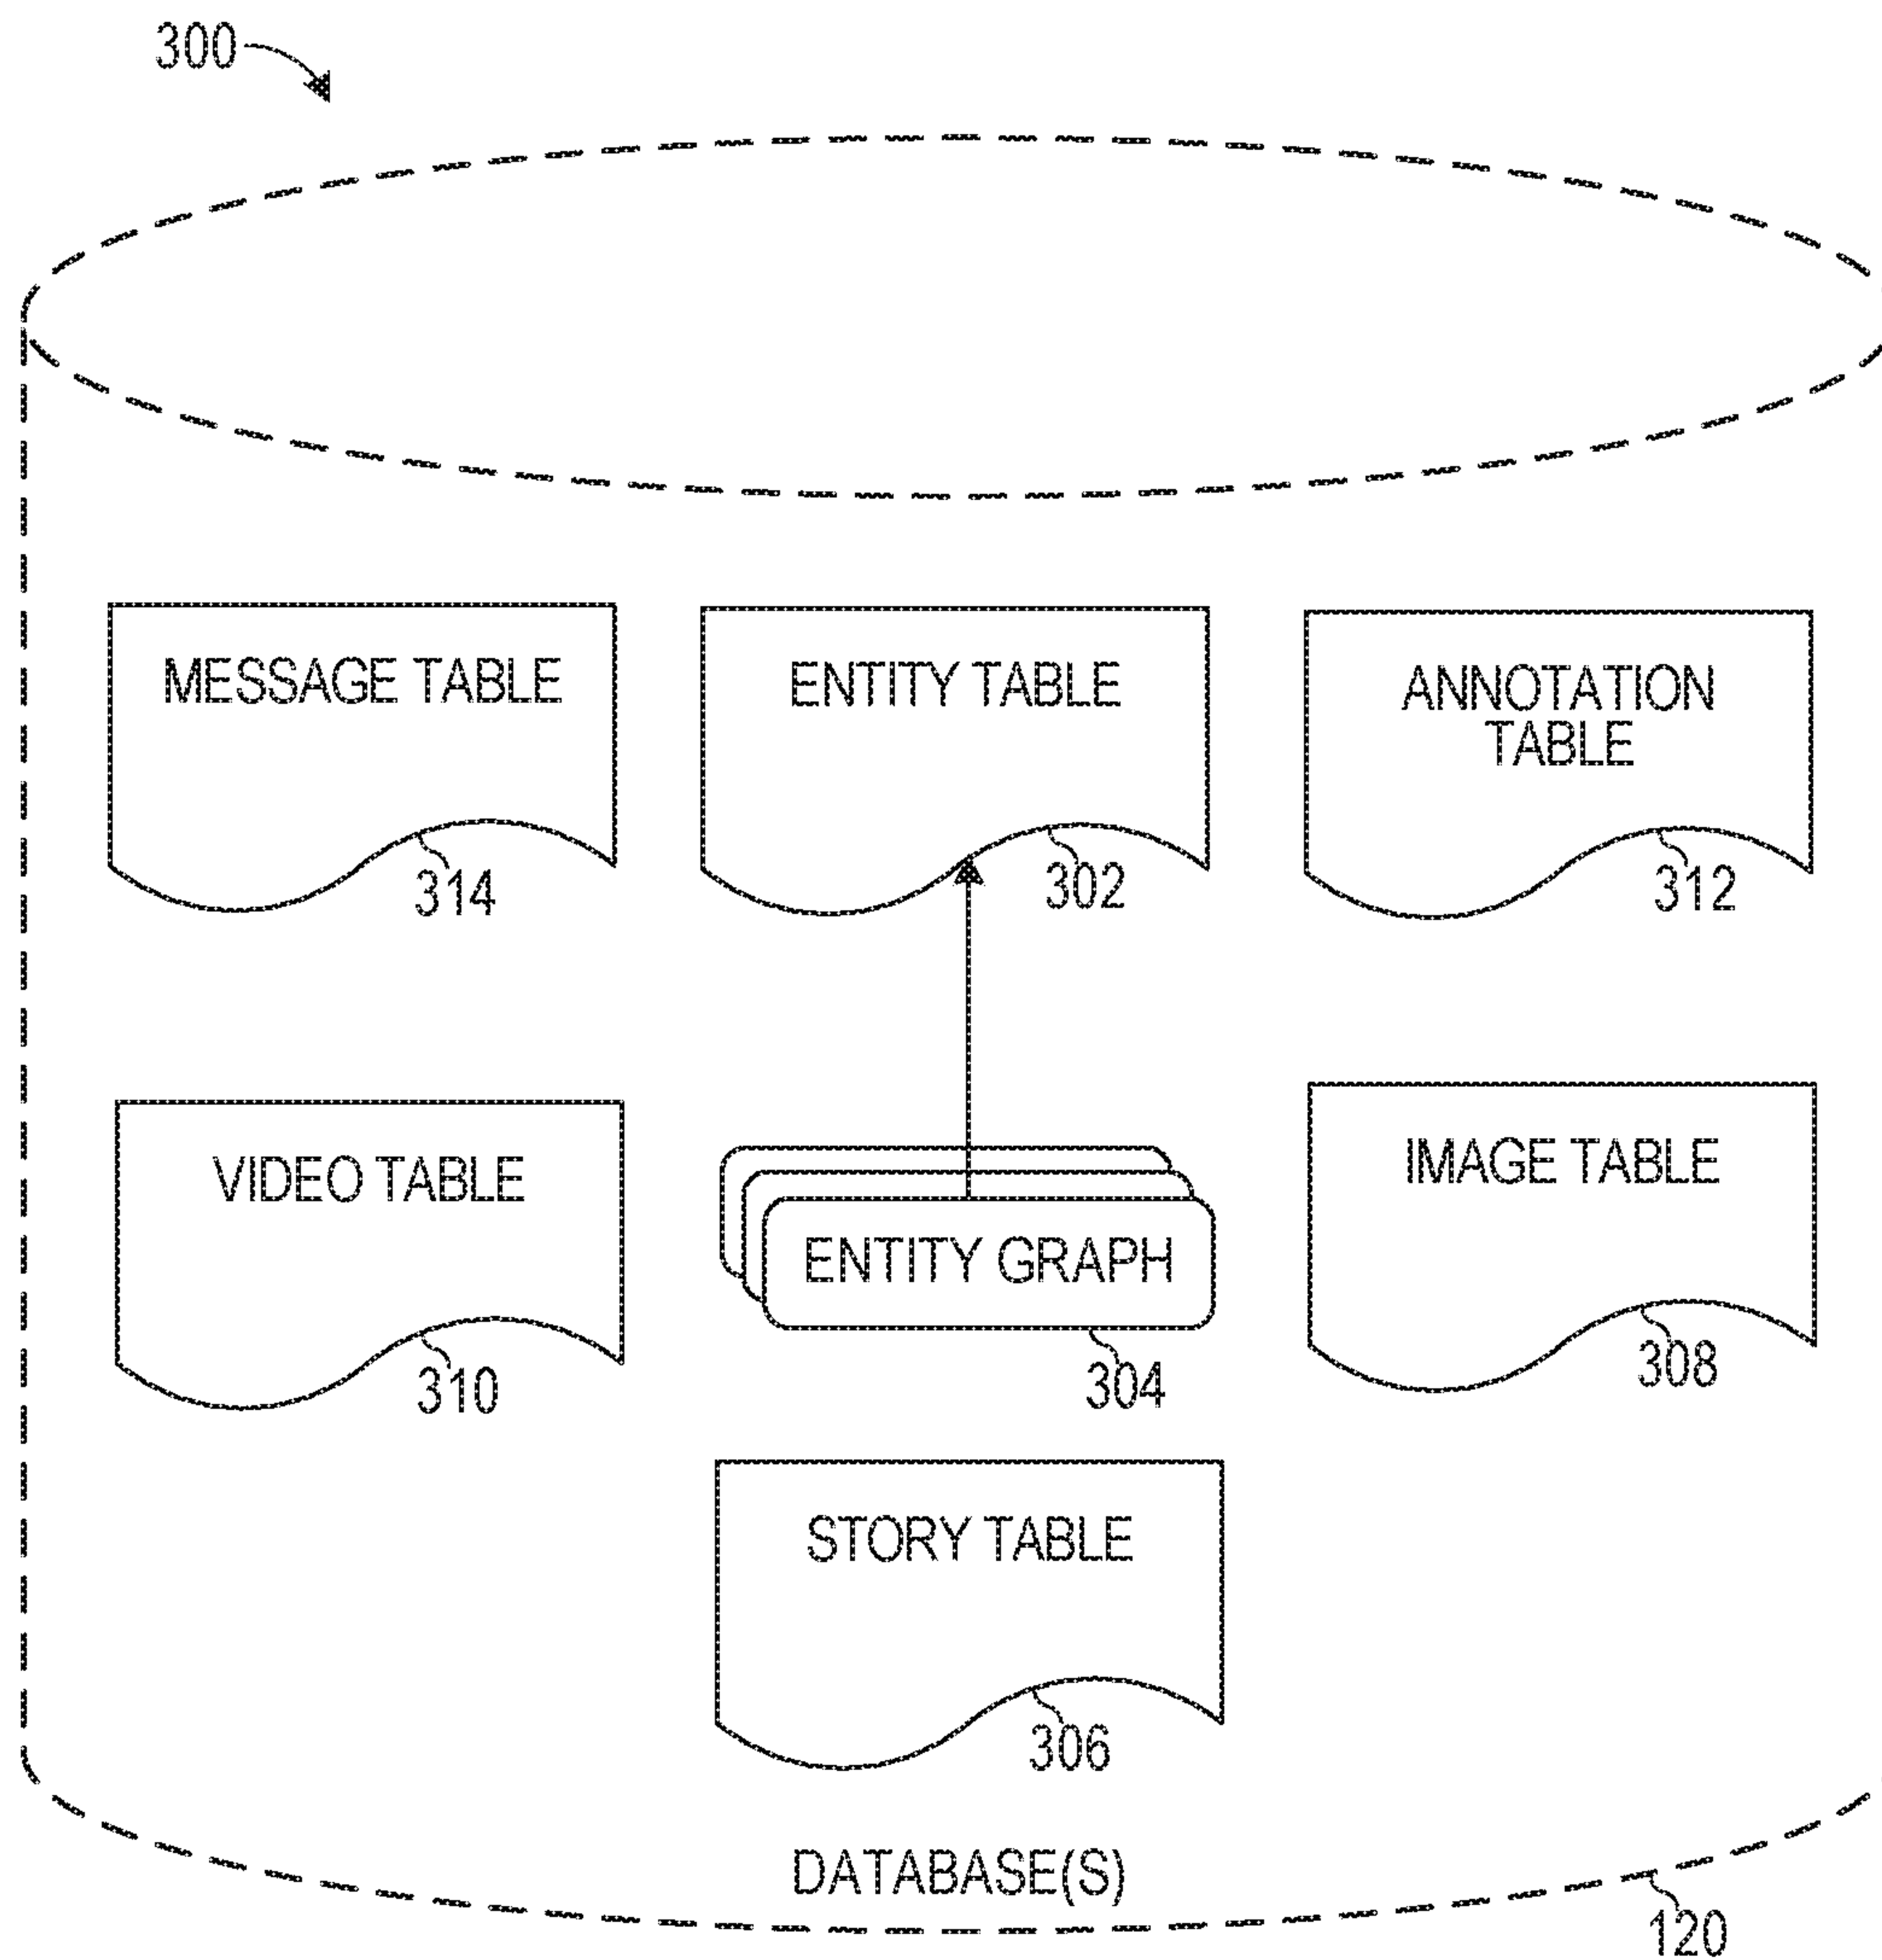 300
MESSAGE TABLE
314
ENTITY TABLE
302
ANNOTATION
TABLE
312
VIDEO TABLE
310
ENTITY GRAPH
304
IMAGE TABLE
308
STORY TABLE
306
DATABASE(S)
120